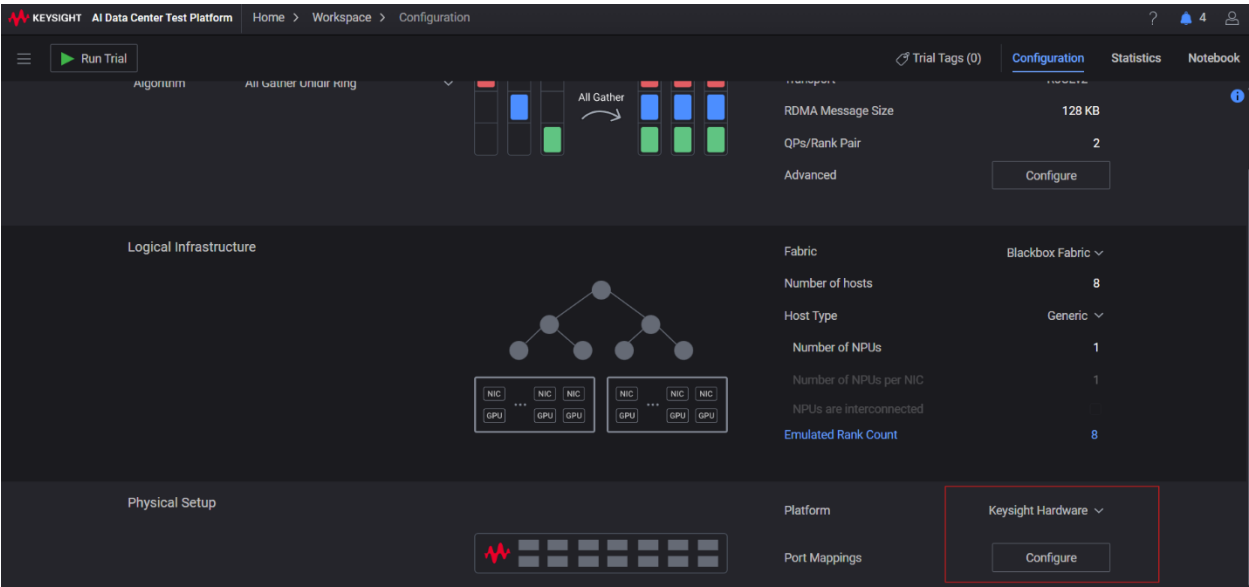 KEYSIGHT AI Data Center Test Platform Home > Workspace > Configuration ? 4
Run Trial Trial Tags (0) Configuration Statistics Notebook
Algorithm All Gather Unidir Ring
All Gather
RDMA Message Size 128 KB
QPs/Rank Pair 2
Advanced Configure
Logical Infrastructure
Fabric Blackbox Fabric
Number of hosts 8
Host Type Generic
Number of NPUs 1
Number of NPUs per NIC 1
NPUs are interconnected
Emulated Rank Count 8
NIC ... NIC NIC NIC ... NIC NIC
GPU GPU GPU GPU GPU GPU
Physical Setup
Platform Keysight Hardware
Port Mappings Configure